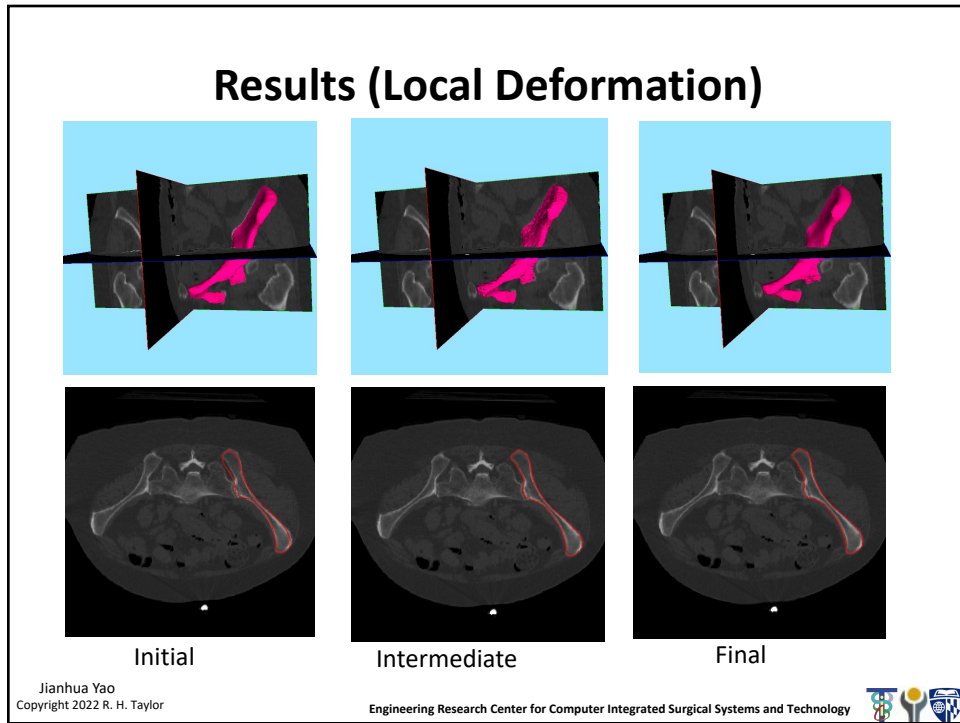 Results (Local Deformation)
Initial
Intermediate
Final
Jianhua Yao
Copyright 2022 R. H. Taylor
Engineering Research Center for Computer Integrated Surgical Systems and Technology